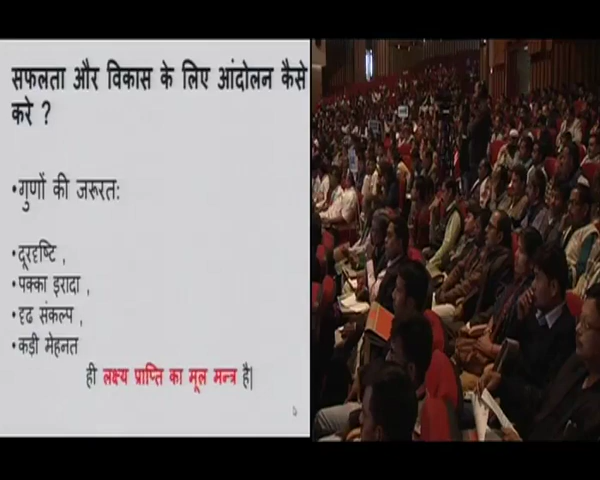 सफलता और विकास के लिए आंदोलन कैसे
करे ?
•गुणों की जरूरत:
•दूरदृष्टि ,
•पक्का इरादा ,
•दृढ संकल्प ,
•कड़ी मेहनत
ही लक्ष्य प्राप्ति का मूल मन्त्र है|